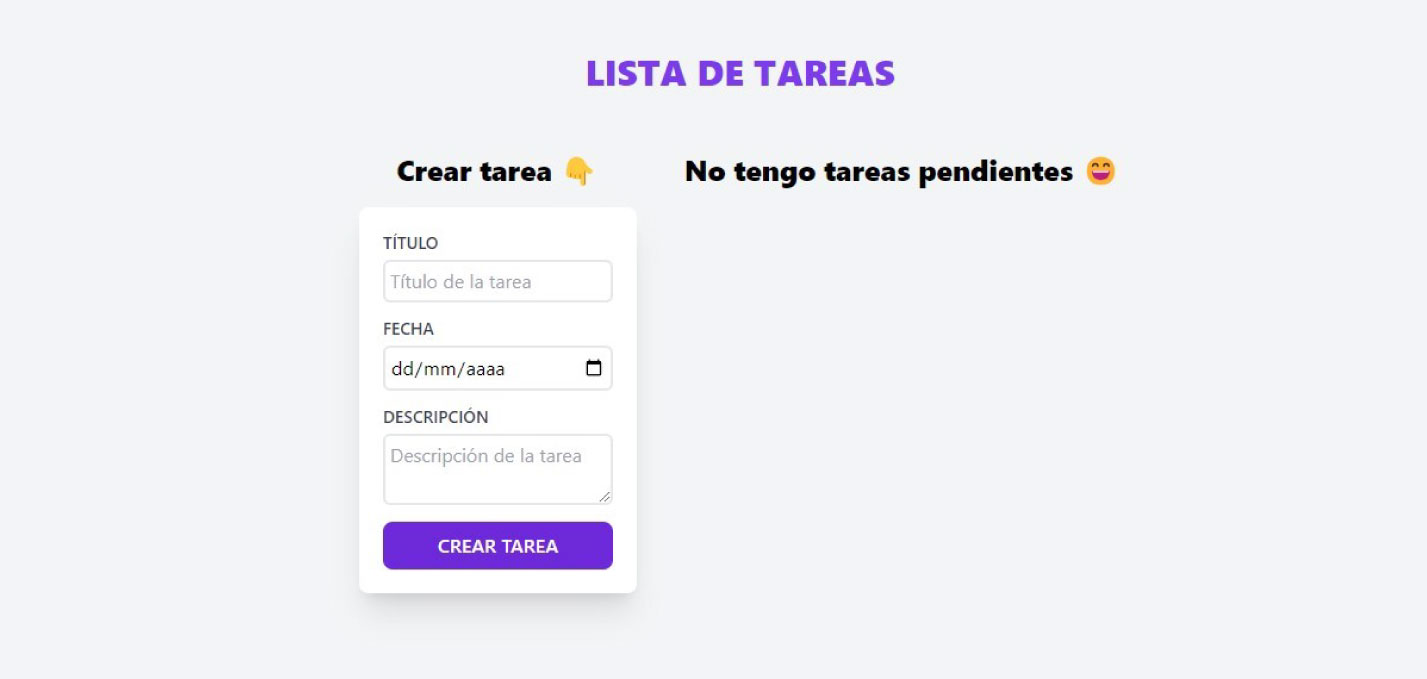 LISTA DE TAREAS
Crear tarea 👇
No tengo tareas pendientes 😄
TÍTULO
Título de la tarea
FECHA
dd/mm/aaaa
DESCRIPCIÓN
Descripción de la tarea
CREAR TAREA